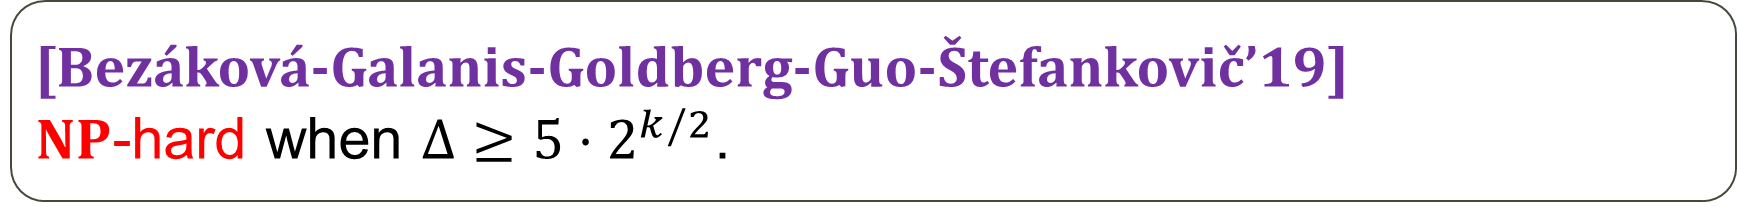 [Bezáková-Galanis-Goldberg-Guo-Štefankovič’19]
NP-hard when Δ ≥ 5 · 2^{k/2}.